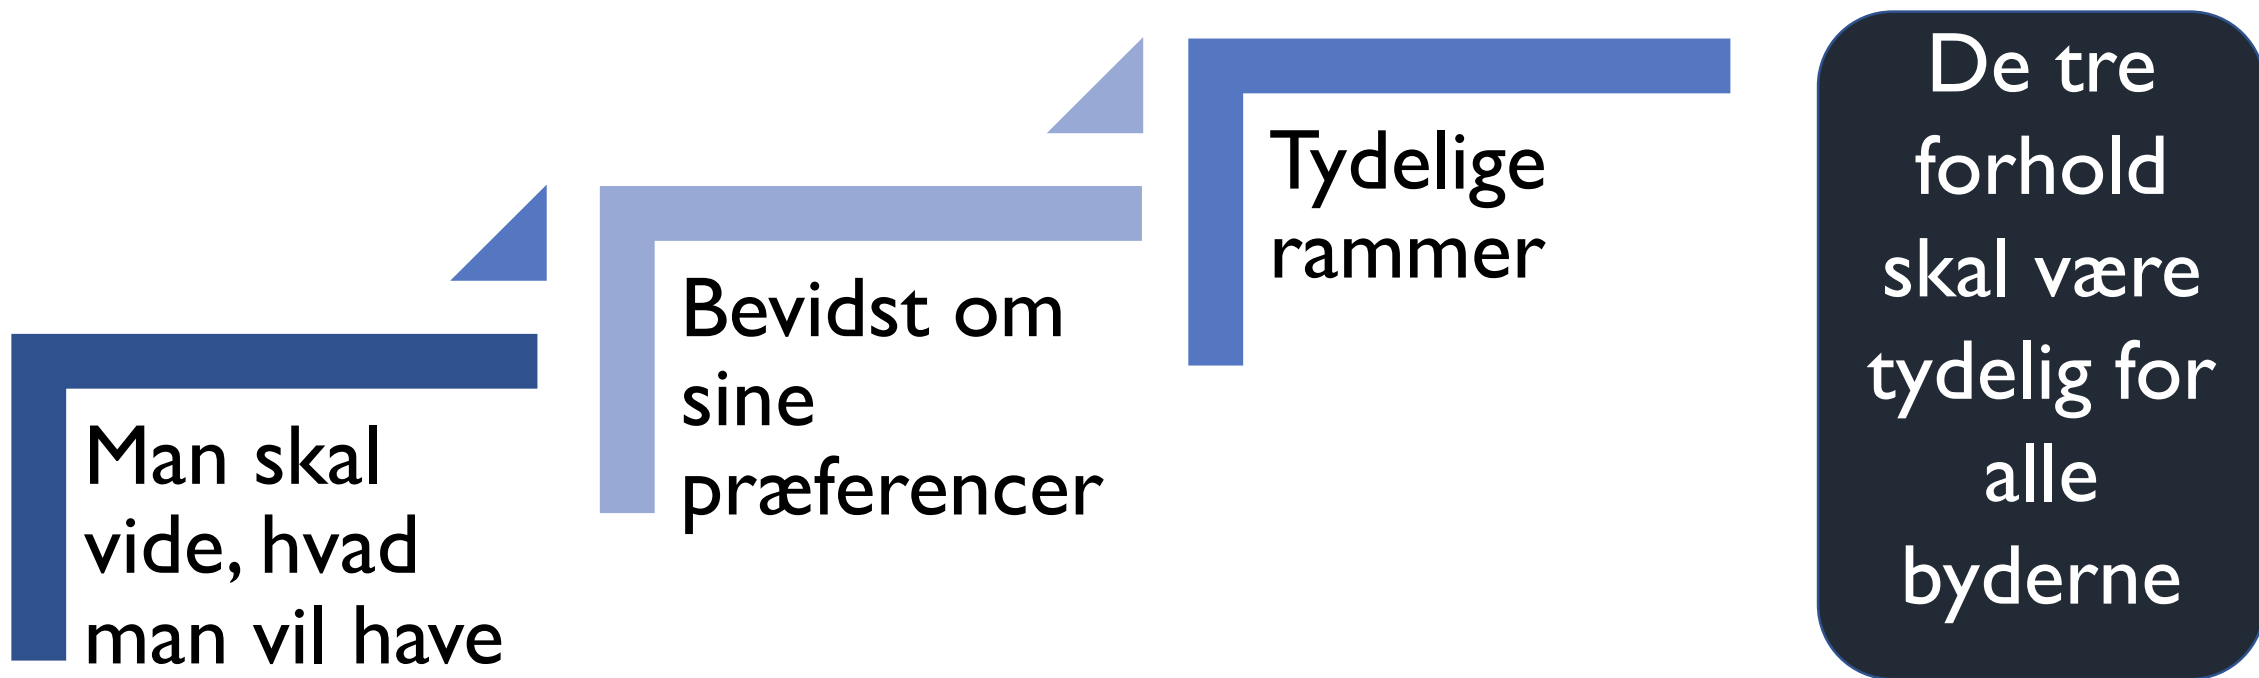 Man skal
vide, hvad
man vil have
Bevidst om
sine
præferencer
Tydelige
rammer
De tre
forhold
skal være
tydelig for
alle
byderne